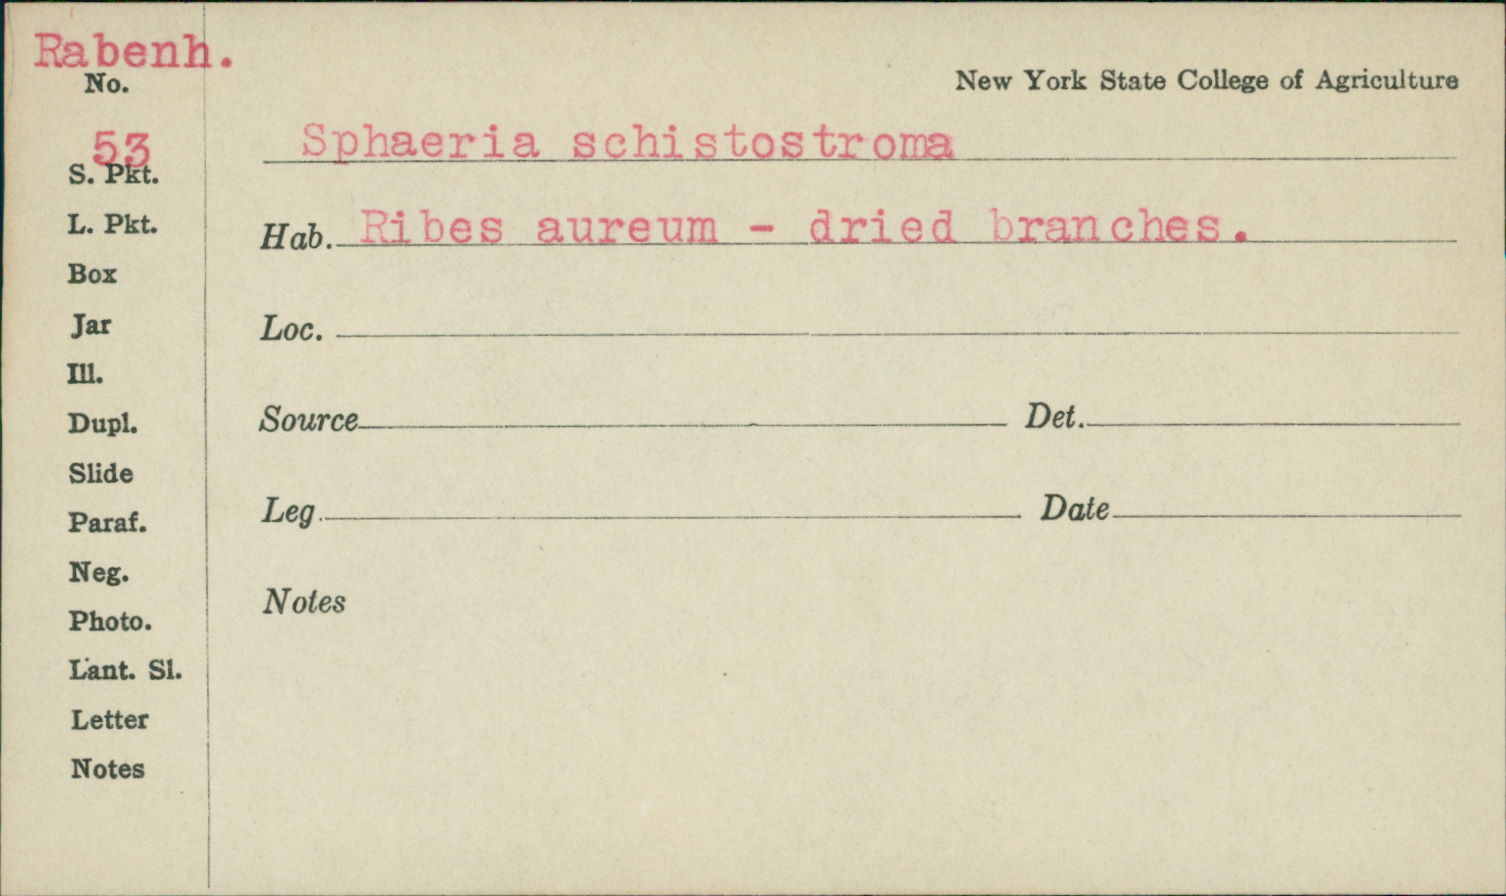 Rabenh.
No.
New York State College of Agriculture
53
Sphaeria schistostroma
S. Pkt.
L. Pkt.
Hab. Ribes aureum - dried branches.
Box
Jar
Loc.
Ill.
Dupl.
Source Det.
Slide
Paraf.
Leg. Date
Neg.
Notes
Photo.
Lant. Sl.
Letter
Notes